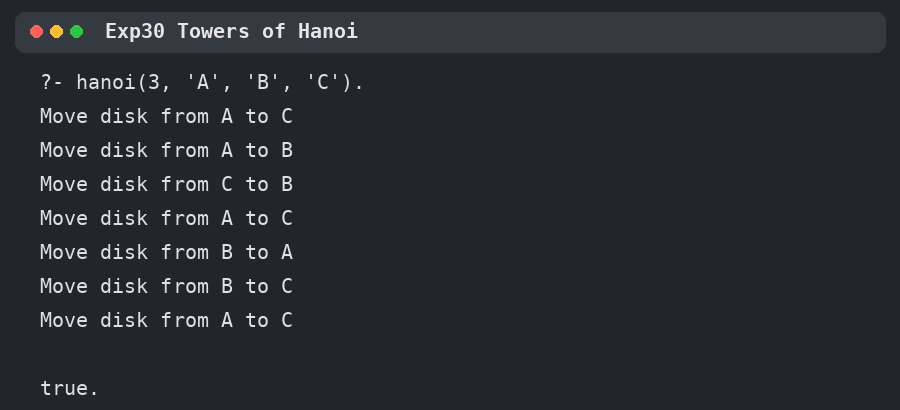 Exp30 Towers of Hanoi
?- hanoi(3, 'A', 'B', 'C').
Move disk from A to C
Move disk from A to B
Move disk from C to B
Move disk from A to C
Move disk from B to A
Move disk from B to C
Move disk from A to C
true.